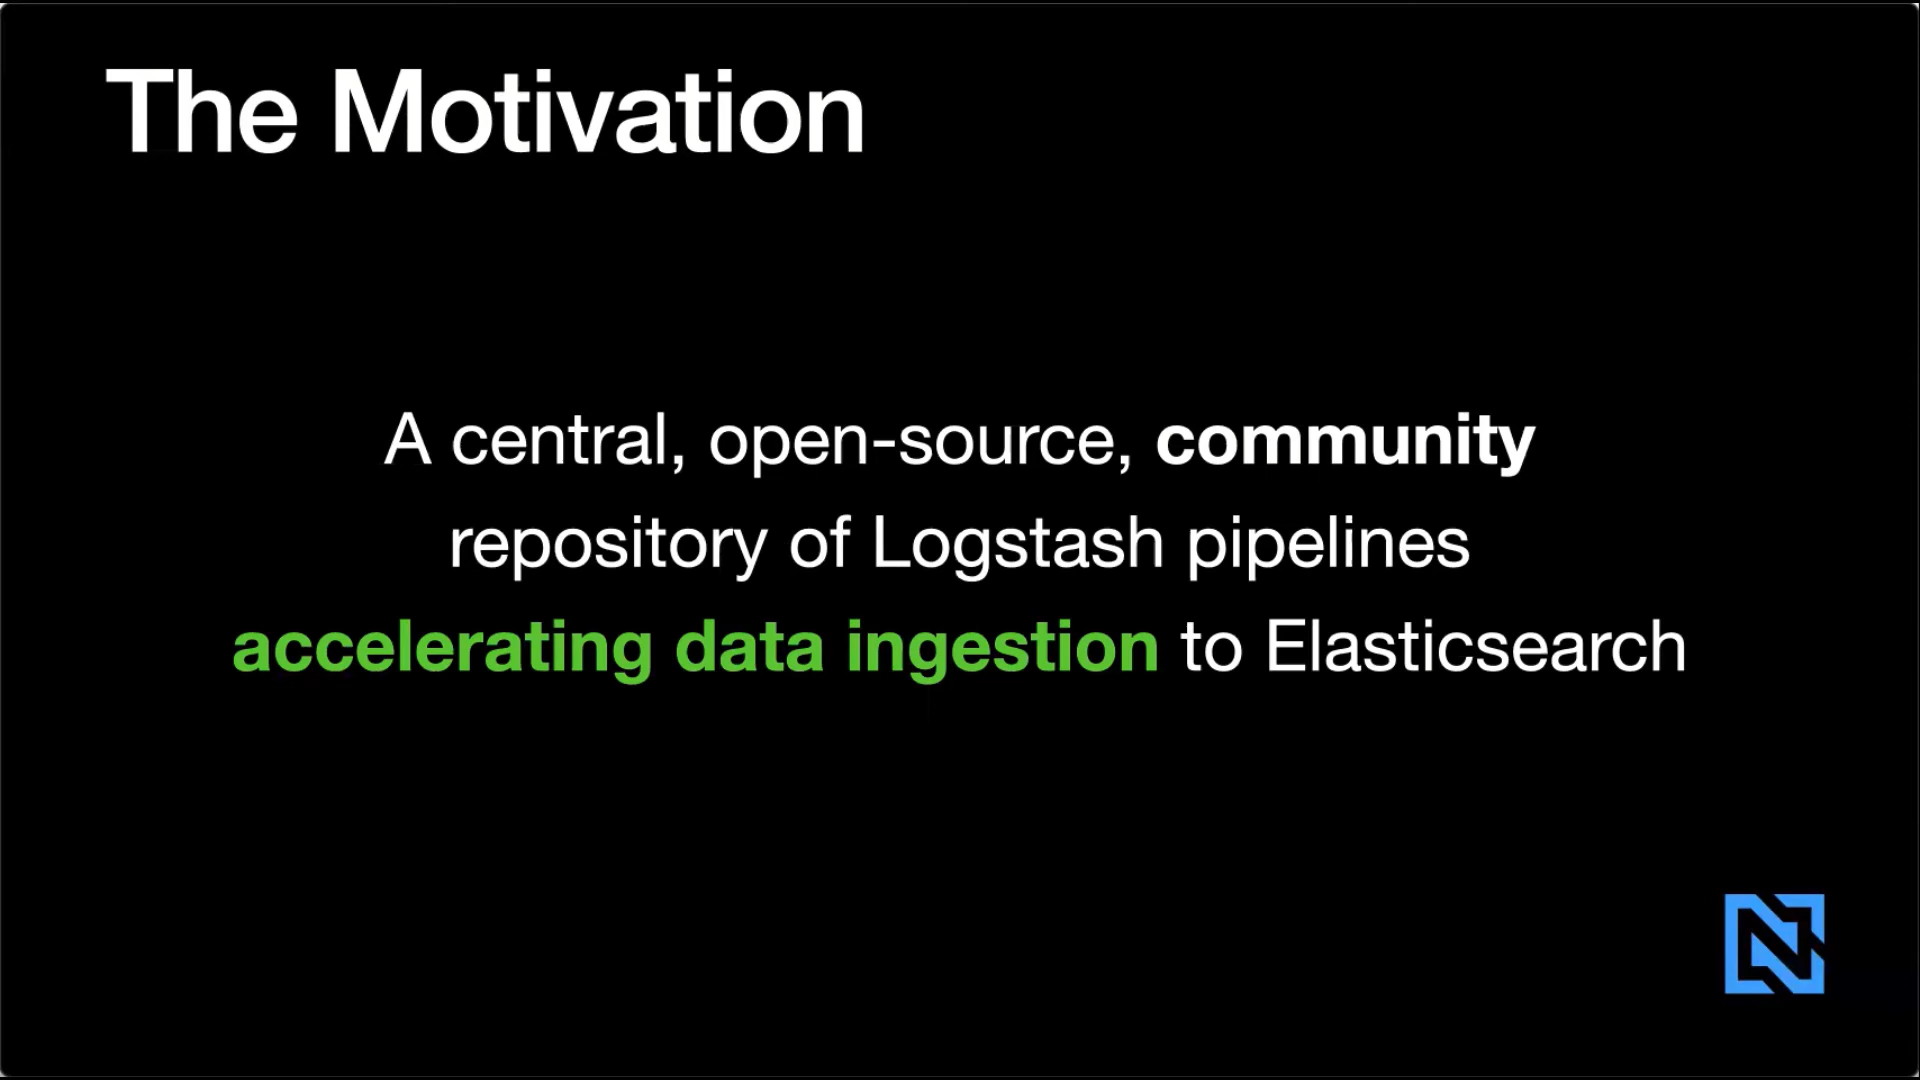 The Motivation
A central, open-source, community
repository of Logstash pipelines
accelerating data ingestion to Elasticsearch